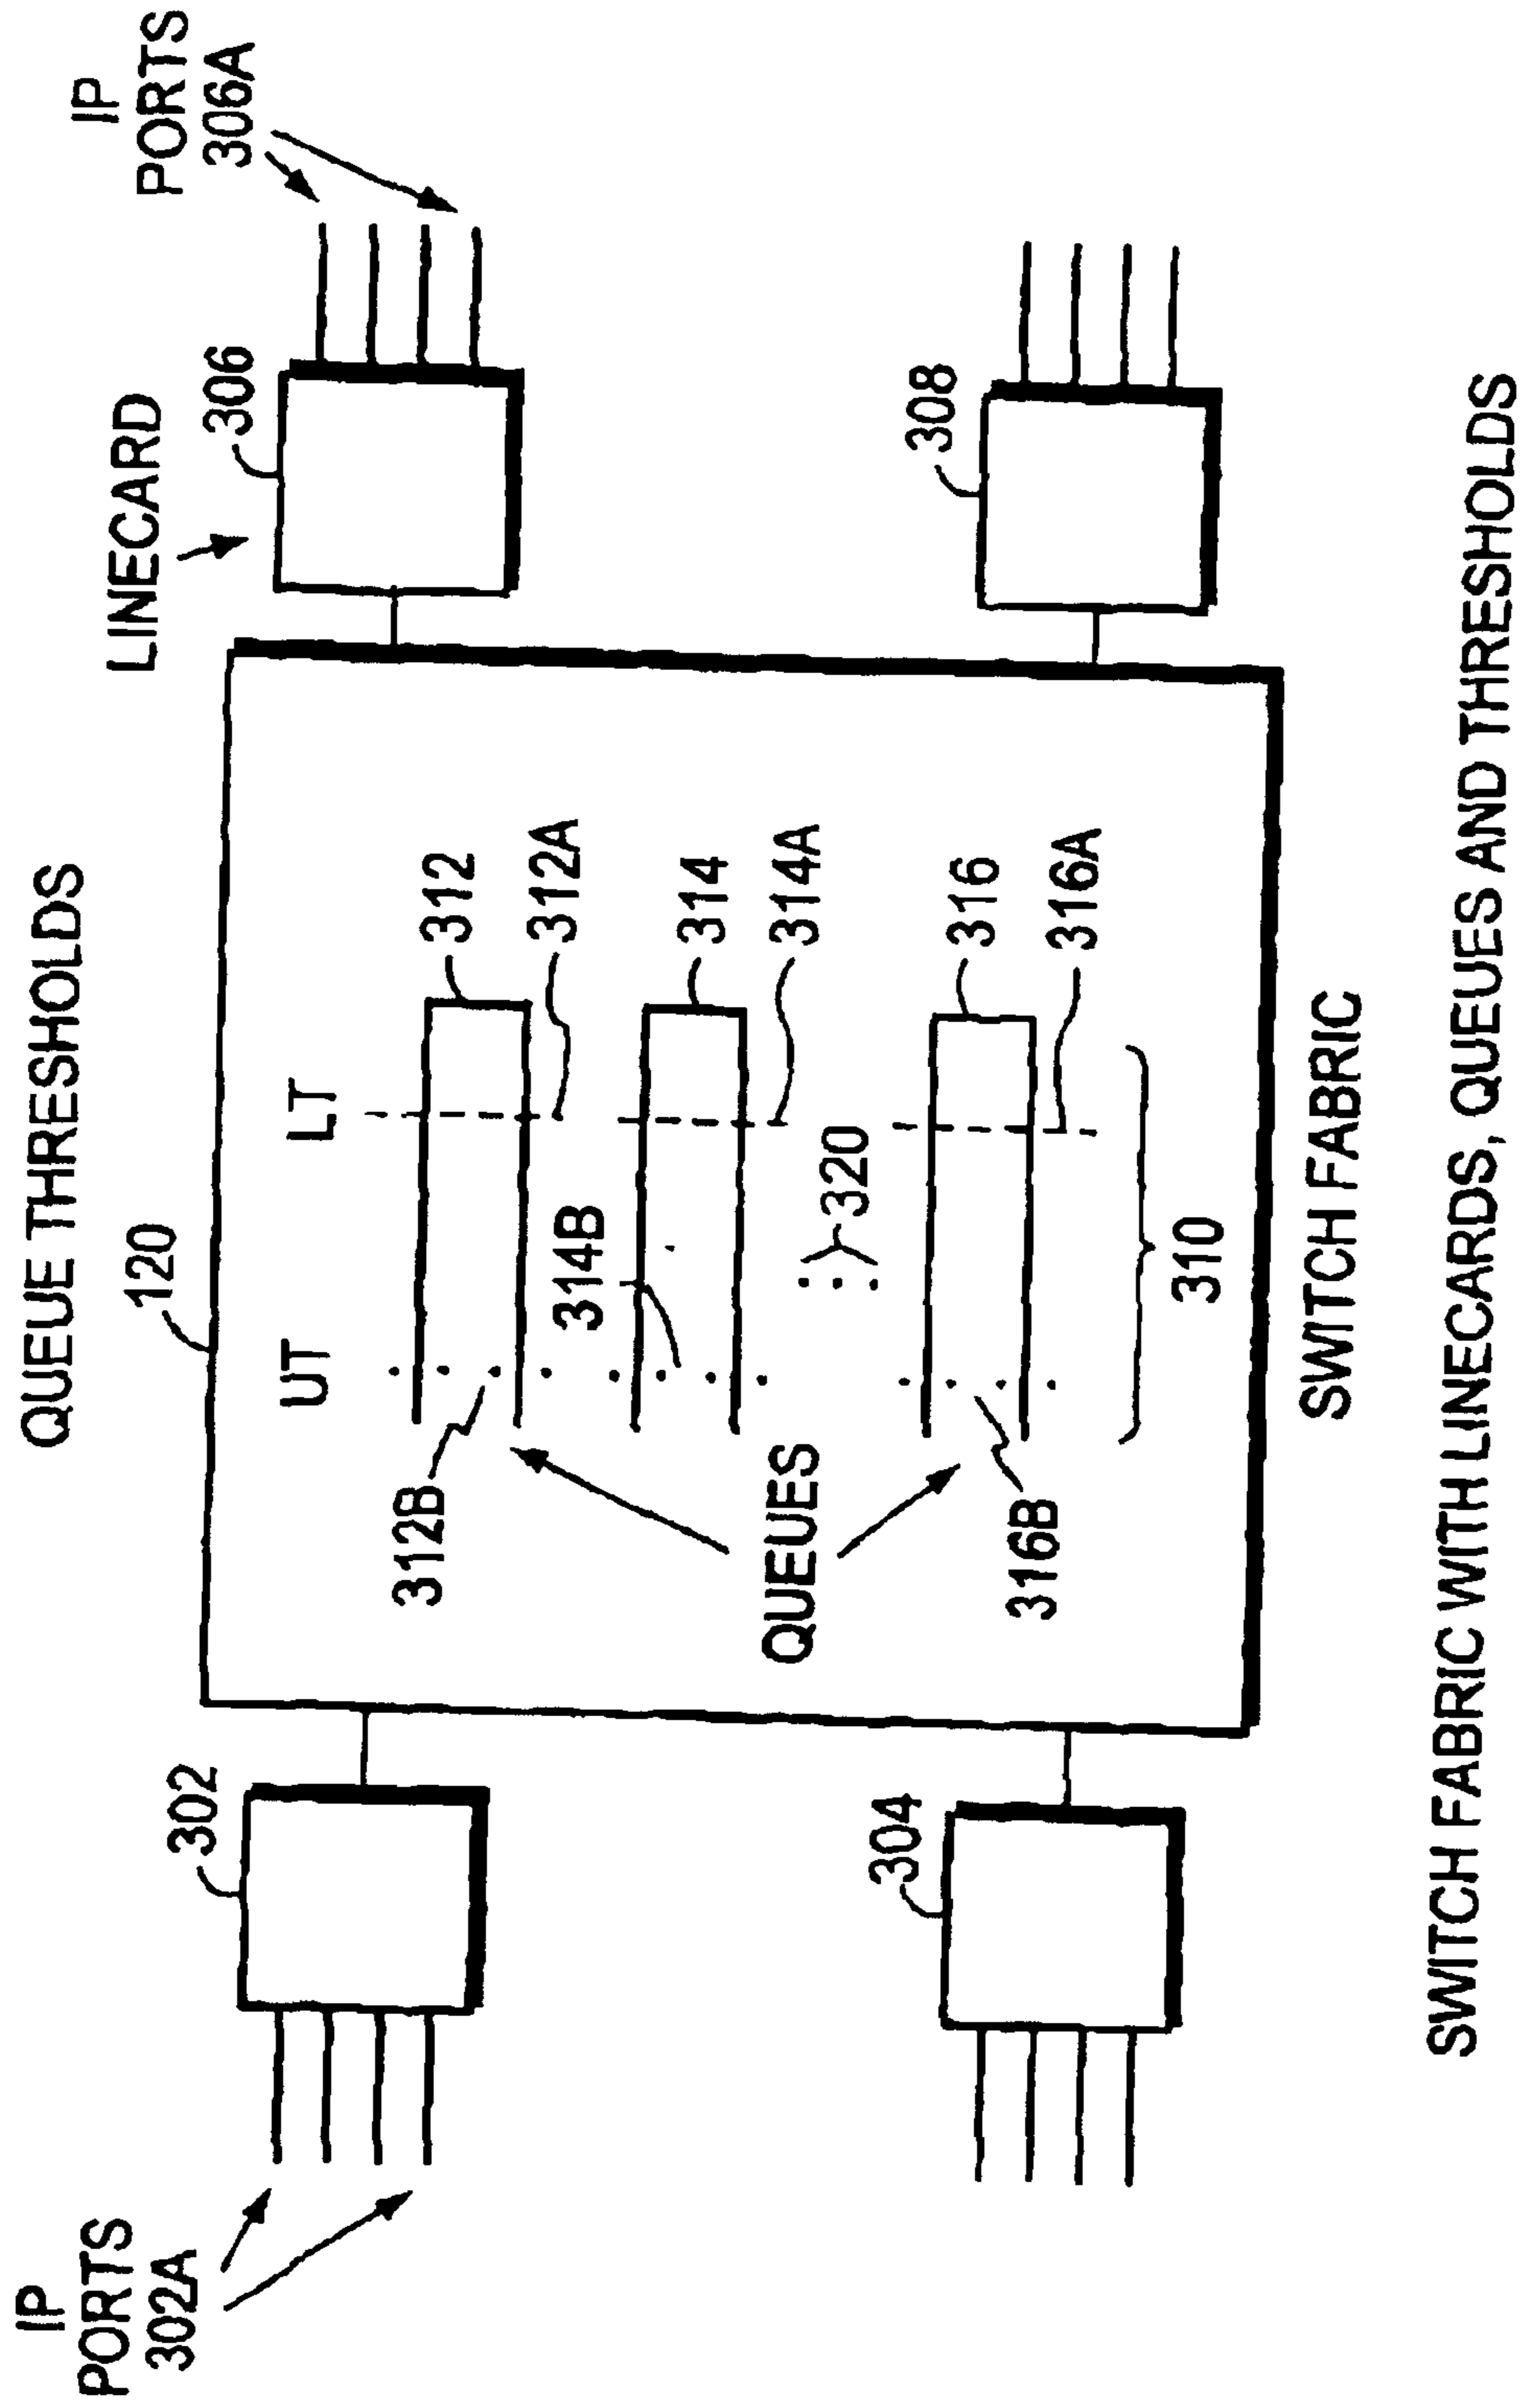 QUEUE THRESHOLDS
IP
PORTS
302A
302
120
UT
LT
LINECARD
306
IP
PORTS
306A
312
312A
312B
314B
314
314A
QUEUES
320
316
316A
316B
310
304
308
SWITCH FABRIC
SWITCH FABRIC WITH LINECARDS, QUEUES AND THRESHOLDS